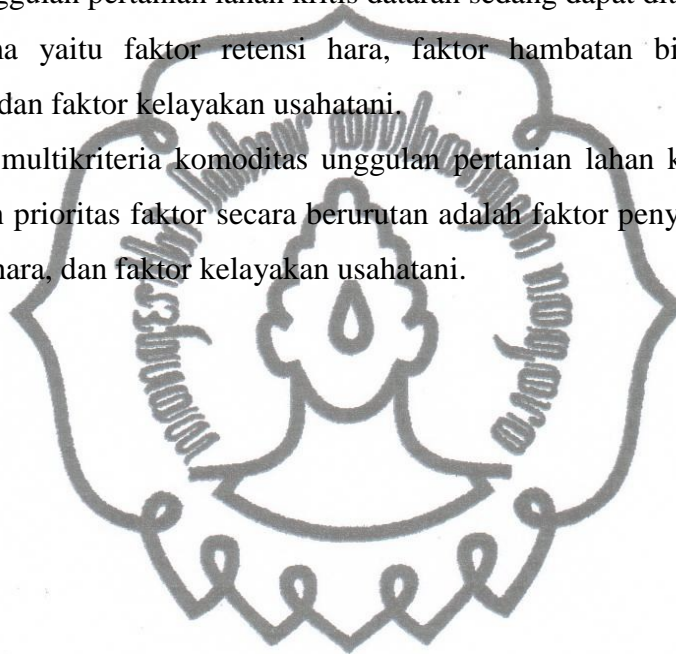 ggulan pertanian lahan kritis dataran sedang dapat dit
na yaitu faktor retensi hara, faktor hambatan bi
dan faktor kelayakan usahatani.
multikriteria komoditas unggulan pertanian lahan k
n prioritas faktor secara berurutan adalah faktor peny
hara, dan faktor kelayakan usahatani.